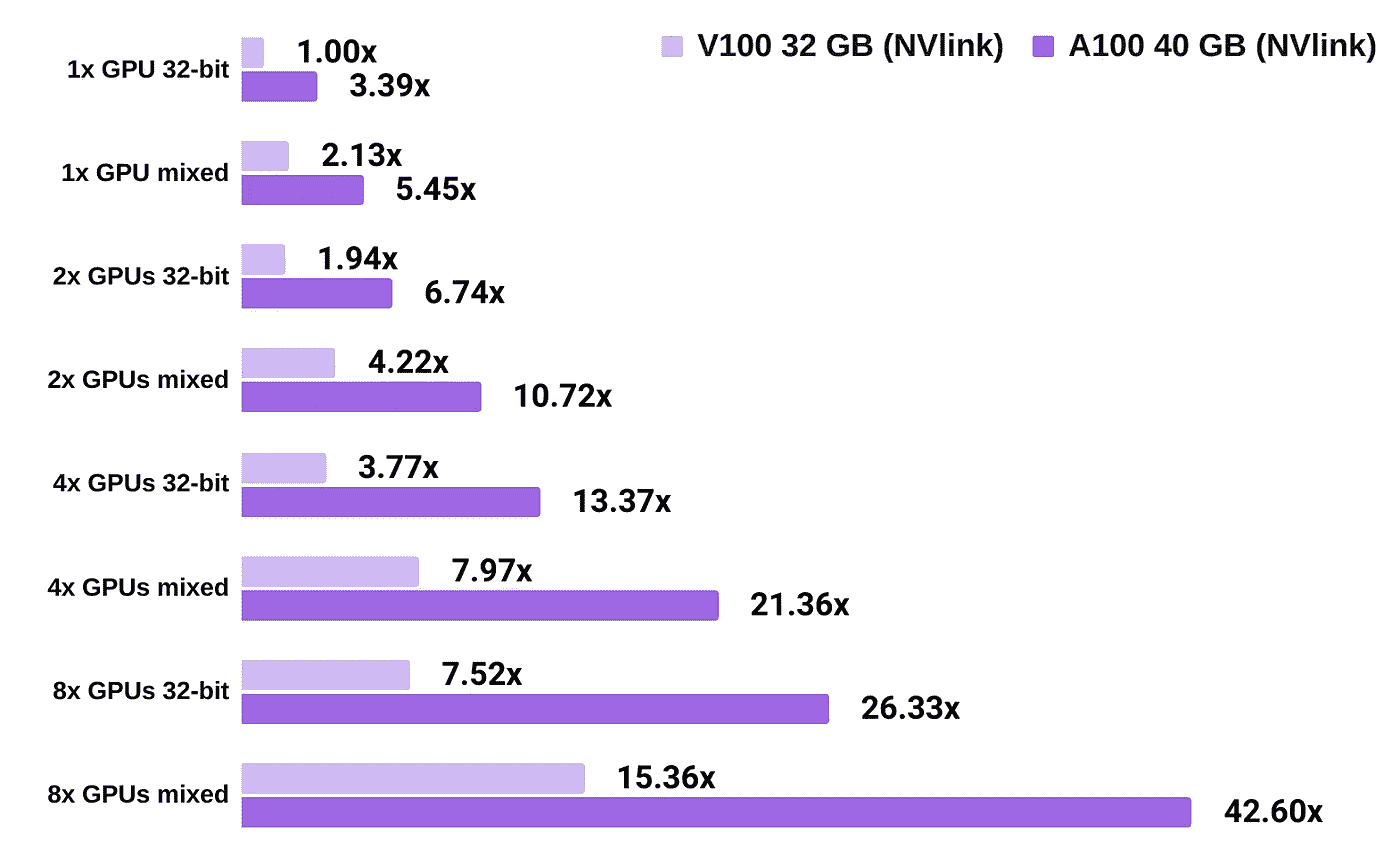 V100 32 GB (NVlink) A100 40 GB (NVlink)
1x GPU 32-bit
1.00x
3.39x
1x GPU mixed
2.13x
5.45x
2x GPUs 32-bit
1.94x
6.74x
2x GPUs mixed
4.22x
10.72x
4x GPUs 32-bit
3.77x
13.37x
4x GPUs mixed
7.97x
21.36x
8x GPUs 32-bit
7.52x
26.33x
8x GPUs mixed
15.36x
42.60x